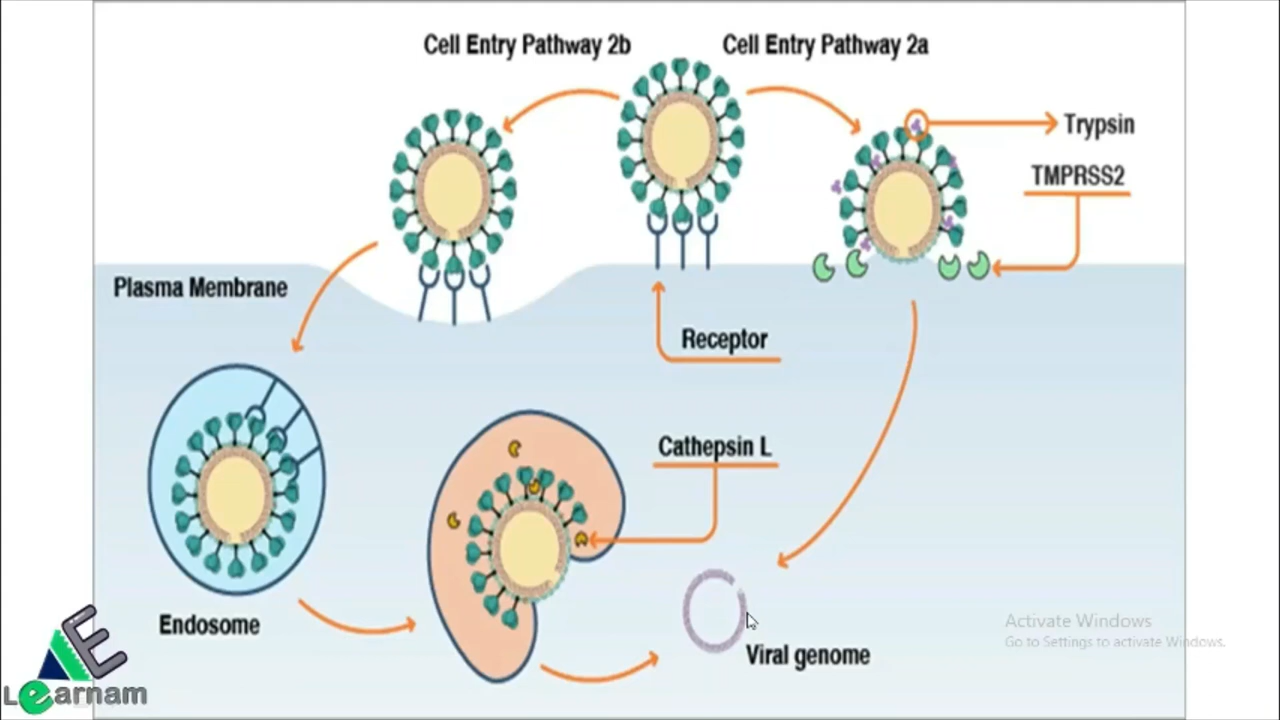 Cell Entry Pathway 2b
Cell Entry Pathway 2a
Trypsin
TMPRSS2
Plasma Membrane
Receptor
Cathepsin L
Endosome
Viral genome
Activate Windows
Go to Settings to activate Windows.
E
Learnam